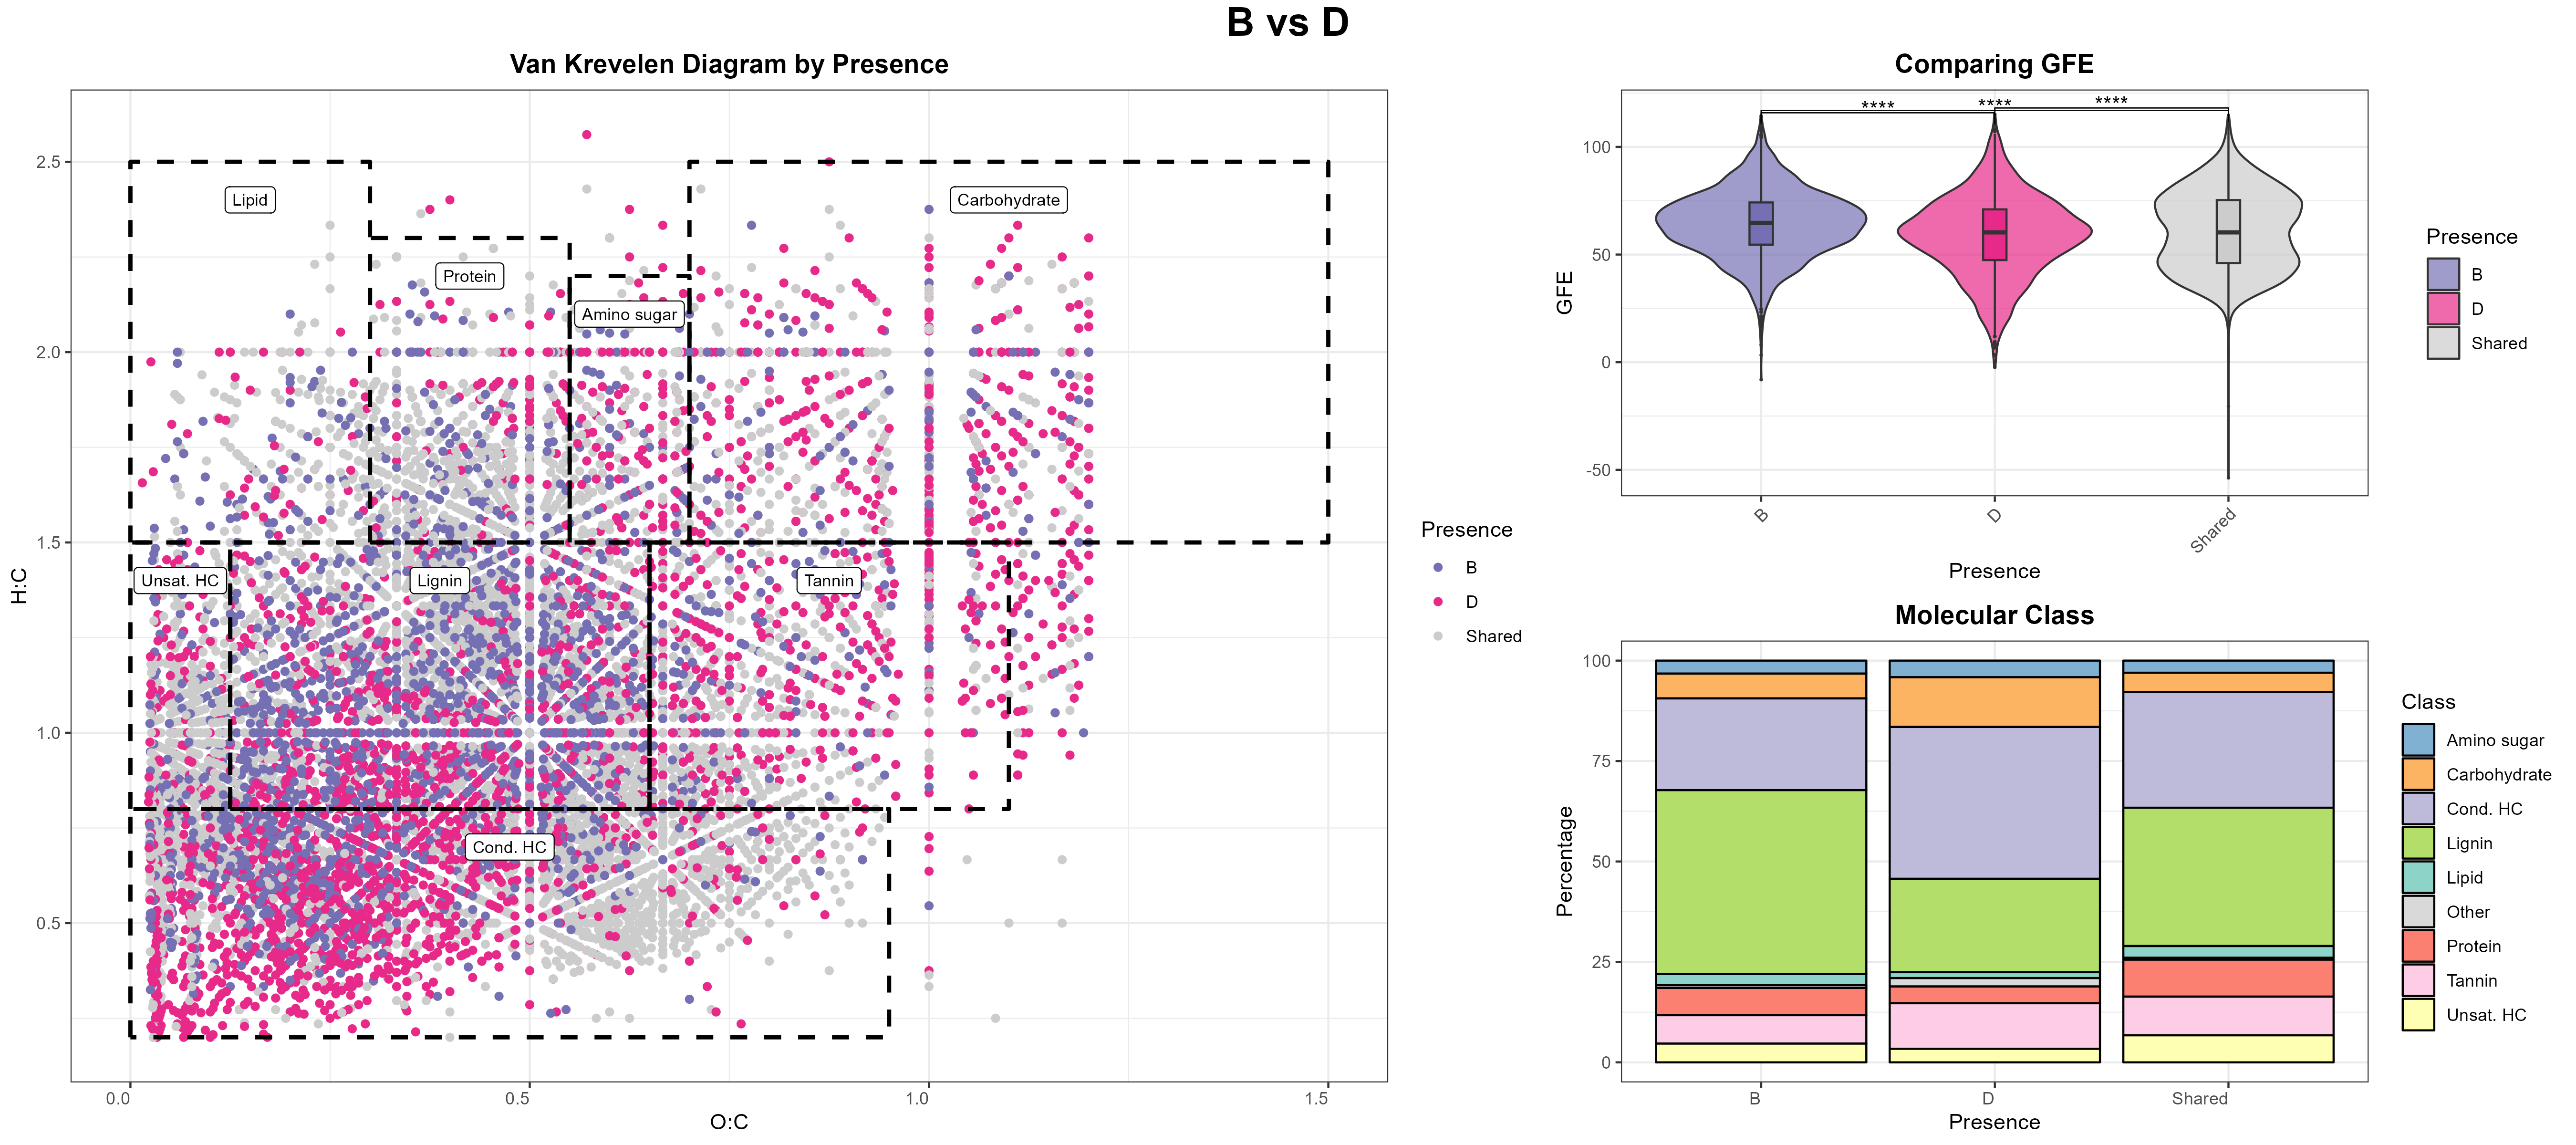 B vs D
Van Krevelen Diagram by Presence
2.5
2.0
1.5
1.0
0.5
H:C
Lipid
Carbohydrate
Protein
Amino sugar
Unsat. HC
Lignin
Tannin
Cond. HC
0.0
0.5
1.0
1.5
O:C
Presence
B
D
Shared
Comparing GFE
100
50
0
-50
GFE
****
****
****
B
D
Shared
Presence
Presence
B
D
Shared
Molecular Class
100
75
50
25
0
Percentage
B
D
Shared
Presence
Class
Amino sugar
Carbohydrate
Cond. HC
Lignin
Lipid
Other
Protein
Tannin
Unsat. HC